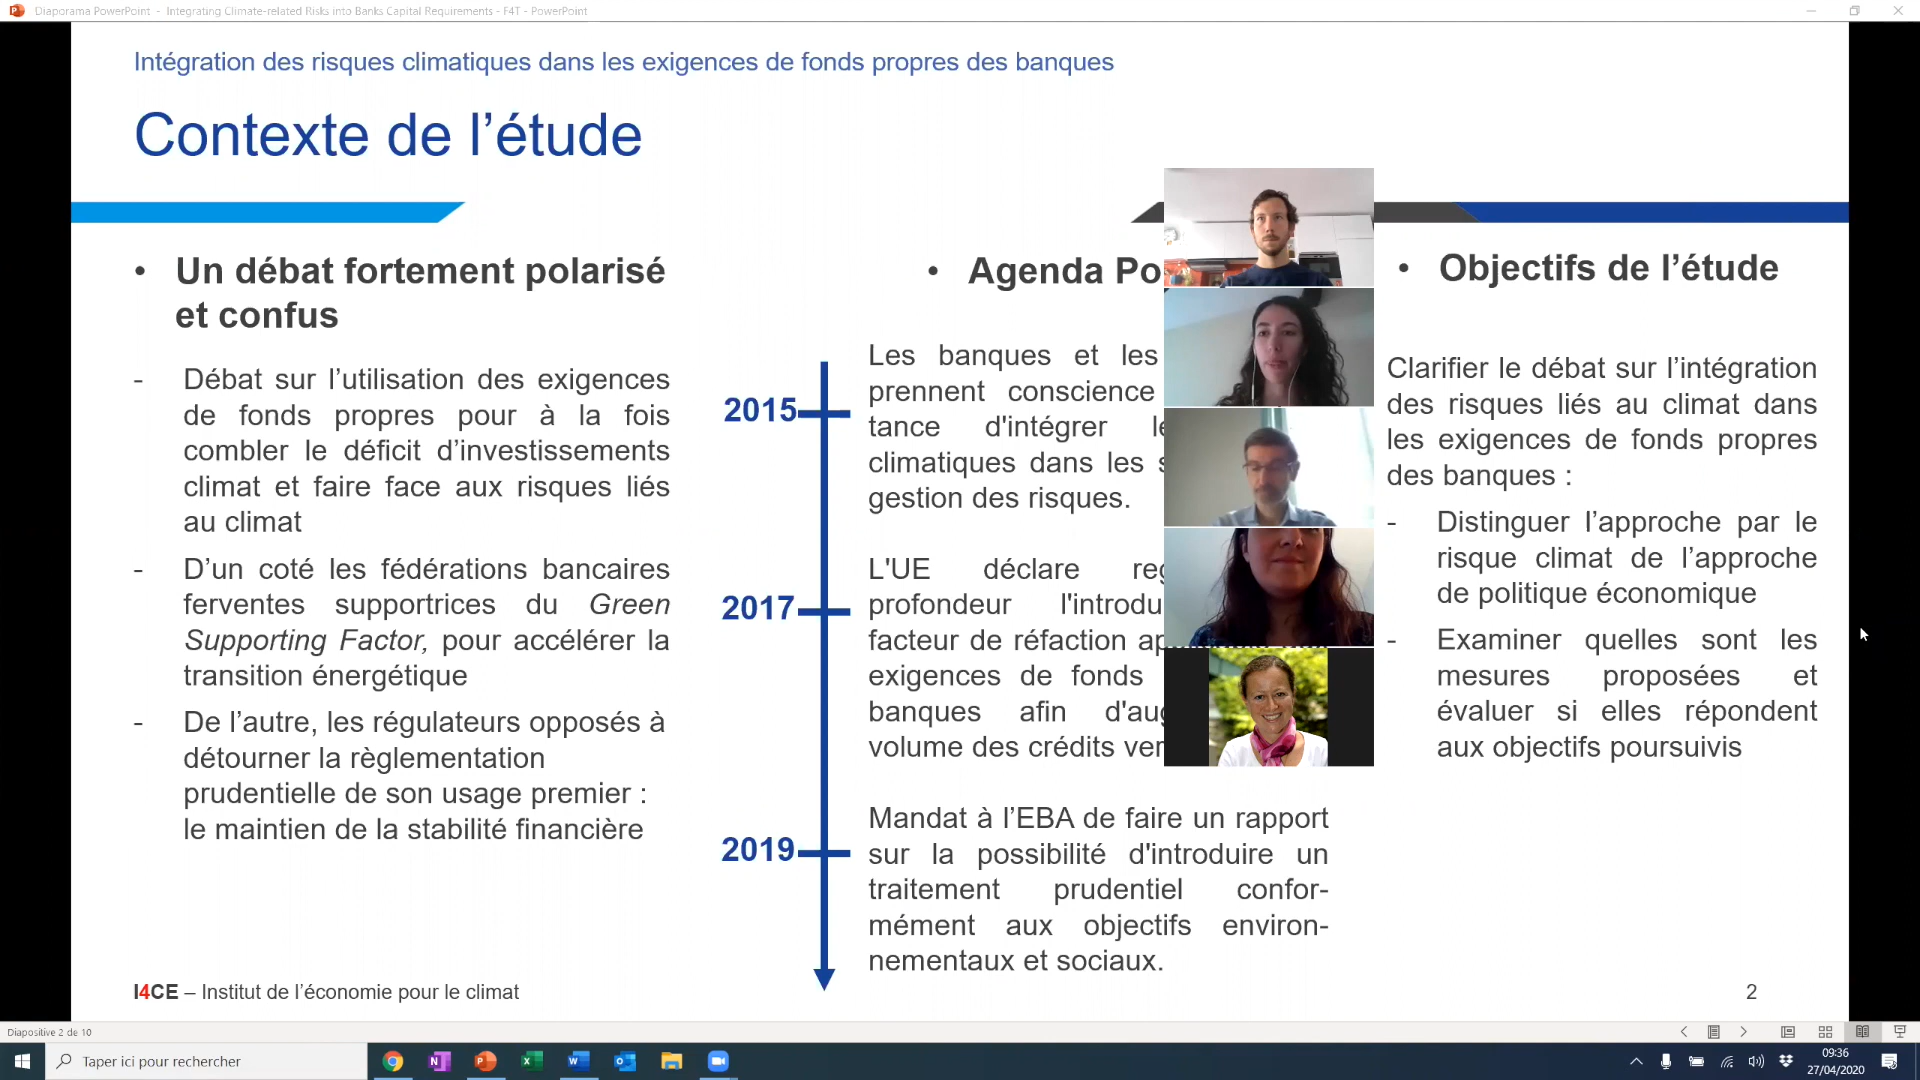 Diaporama PowerPoint - Integrating Climate-related Risks into Banks Capital Requirements - F4T - PowerPoint
Intégration des risques climatiques dans les exigences de fonds propres des banques
Contexte de l’étude
• Un débat fortement polarisé
et confus
- Débat sur l’utilisation des exigences
de fonds propres pour à la fois
combler le déficit d’investissements
climat et faire face aux risques liés
au climat
- D’un coté les fédérations bancaires
ferventes supportrices du Green
Supporting Factor, pour accélérer la
transition énergétique
- De l’autre, les régulateurs opposés à
détourner la règlementation
prudentielle de son usage premier :
le maintien de la stabilité financière
• Agenda Po
2015
Les banques et les
prennent conscience
tance d'intégrer
climatiques dans les
gestion des risques.
2017
L'UE déclare
profondeur
facteur de réfaction
exigences de fonds
banques afin
volume des crédits
2019
Mandat à l’EBA de faire un rapport
sur la possibilité d'introduire un
traitement prudentiel confor-
mément aux objectifs environ-
nementaux et sociaux.
• Objectifs de l’étude
Clarifier le débat sur l’intégration
des risques liés au climat dans
les exigences de fonds propres
des banques :
- Distinguer l’approche par le
risque climat de l’approche
de politique économique
- Examiner quelles sont les
mesures proposées et
évaluer si elles répondent
aux objectifs poursuivis
I4CE – Institut de l’économie pour le climat
2
Diapositive 2 de 10
Taper ici pour rechercher
09:36
27/04/2020